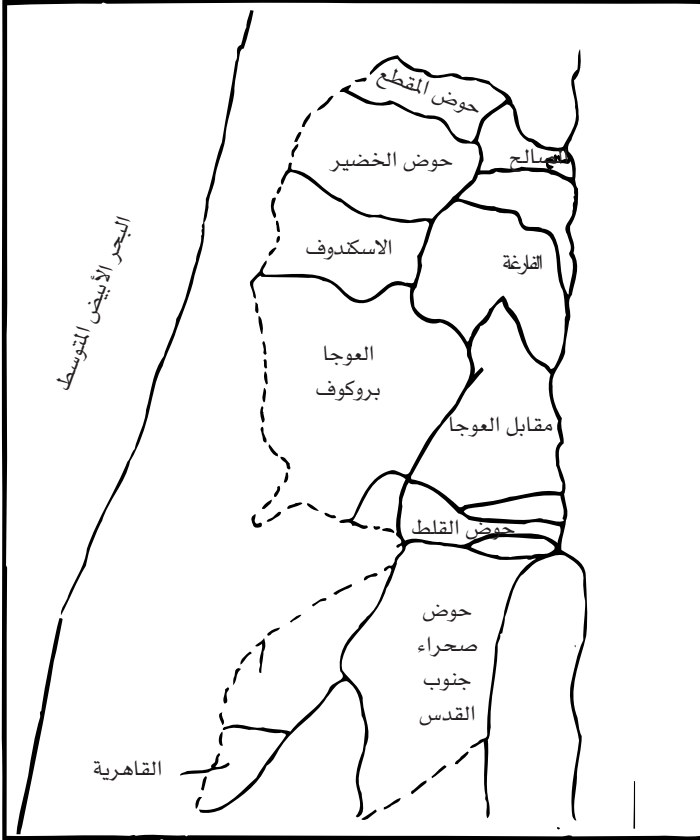 حوض المقطع
حوض الخضير
المالح
الاسكندوف
الفارغة
البحر الأبيض المتوسط
العوجا
بروكوف
مقابل العوجا
حوض القلط
حوض
صحراء
جنوب
القدس
القاهرية